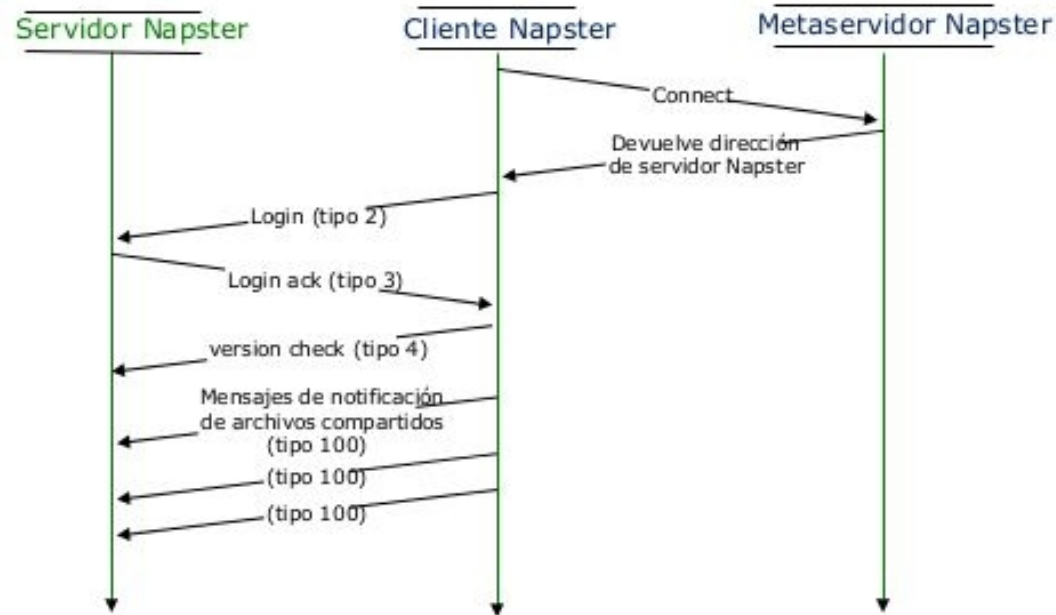 Servidor Napster
Cliente Napster
Metaservidor Napster
Connect
Devuelve dirección
de servidor Napster
Login (tipo 2)
Login ack (tipo 3)
version check (tipo 4)
Mensajes de notificación
de archivos compartidos
(tipo 100)
(tipo 100)
(tipo 100)